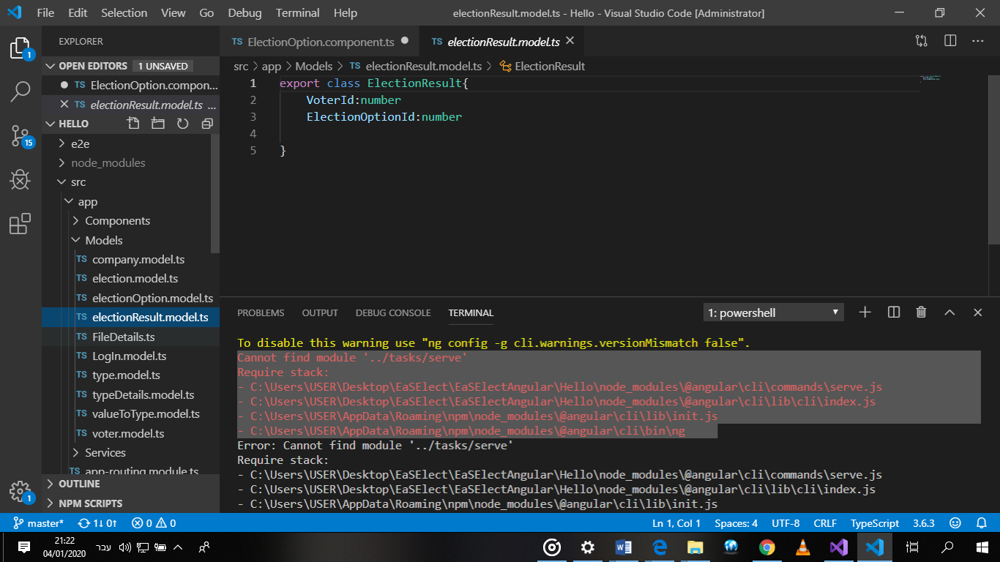 File Edit Selection View Go Debug Terminal Help
electionResult.model.ts - Hello - Visual Studio Code [Administrator]
EXPLORER
OPEN EDITORS 1 UNSAVED
TS ElectionOption.compon...
TS electionResult.model.ts ...
HELLO
e2e
node_modules
src
app
Components
Models
TS company.model.ts
TS election.model.ts
TS electionOption.model.ts
TS electionResult.model.ts
TS FileDetails.ts
TS LogIn.model.ts
TS type.model.ts
TS typeDetails.model.ts
TS valueToType.model.ts
TS voter.model.ts
Services
TS app-routing.module.ts
OUTLINE
NPM SCRIPTS
1
15
1
TS ElectionOption.component.ts
TS electionResult.model.ts
src > app > Models > TS electionResult.model.ts > ElectionResult
1 export class ElectionResult{
2 VoterId:number
3 ElectionOptionId:number
4
5 }
PROBLEMS OUTPUT DEBUG CONSOLE TERMINAL
1: powershell
To disable this warning use "ng config -g cli.warnings.versionMismatch false".
Cannot find module '../tasks/serve'
Require stack:
- C:\Users\USER\Desktop\EaSElect\EaSElectAngular\Hello\node_modules\@angular\cli\commands\serve.js
- C:\Users\USER\Desktop\EaSElect\EaSElectAngular\Hello\node_modules\@angular\cli\lib\cli\index.js
- C:\Users\USER\AppData\Roaming\npm\node_modules\@angular\cli\lib\init.js
- C:\Users\USER\AppData\Roaming\npm\node_modules\@angular\cli\bin\ng
Error: Cannot find module '../tasks/serve'
Require stack:
- C:\Users\USER\Desktop\EaSElect\EaSElectAngular\Hello\node_modules\@angular\cli\commands\serve.js
- C:\Users\USER\Desktop\EaSElect\EaSElectAngular\Hello\node_modules\@angular\cli\lib\cli\index.js
- C:\Users\USER\AppData\Roaming\npm\node_modules\@angular\cli\lib\init.js
master* 1↓ 0↑ 0 0
Ln 1, Col 1 Spaces: 4 UTF-8 CRLF TypeScript 3.6.3
21:22
04/01/2020
עבר